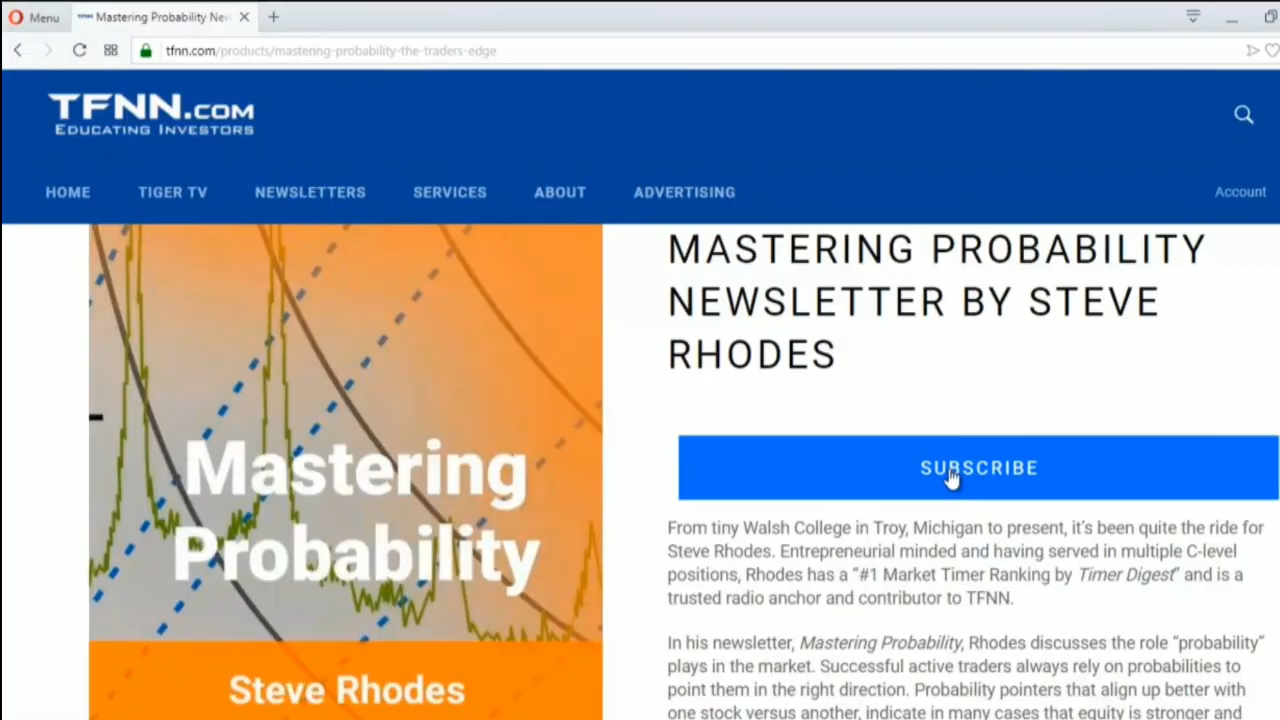 Menu
Mastering Probability Nev
tfnn.com/products/masterng-probability-the-traders-edge
TFNN.COM
EDUCATING INVESTORS
HOME TIGER TV NEWSLETTERS SERVICES ABOUT ADVERTISING Account
MASTERING PROBABILITY
NEWSLETTER BY STEVE
RHODES
Mastering
Probability
Steve Rhodes
SUBSCRIBE
From tiny Walsh College in Troy, Michigan to present, it's been quite the ride for
Steve Rhodes. Entrepreneurial minded and having served in multiple C-level
positions, Rhodes has a “#1 Market Timer Ranking by Timer Digest” and is a
trusted radio anchor and contributor to TFNN.
In his newsletter, Mastering Probability, Rhodes discusses the role “probability”
plays in the market. Successful active traders always rely on probabilities to
point them in the right direction. Probability pointers that align up better with
one stock versus another, indicate in many cases that equity is stronger and